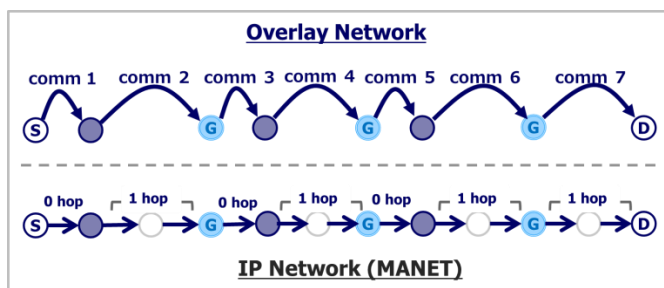 Overlay Network
comm 1 comm 2 comm 3 comm 4 comm 5 comm 6 comm 7
S G G G D
0 hop 1 hop 0 hop 1 hop 0 hop 1 hop 1 hop
S G G G D
IP Network (MANET)